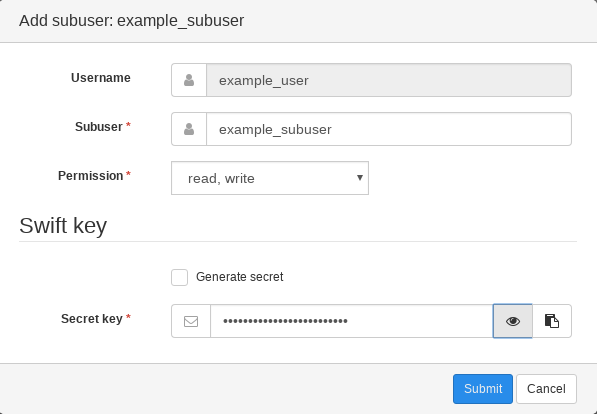 Add subuser: example_subuser
Username
example_user
Subuser *
example_subuser
Permission *
read, write
Swift key
Generate secret
Secret key *
•••••••••••••••••••••••••
Submit
Cancel